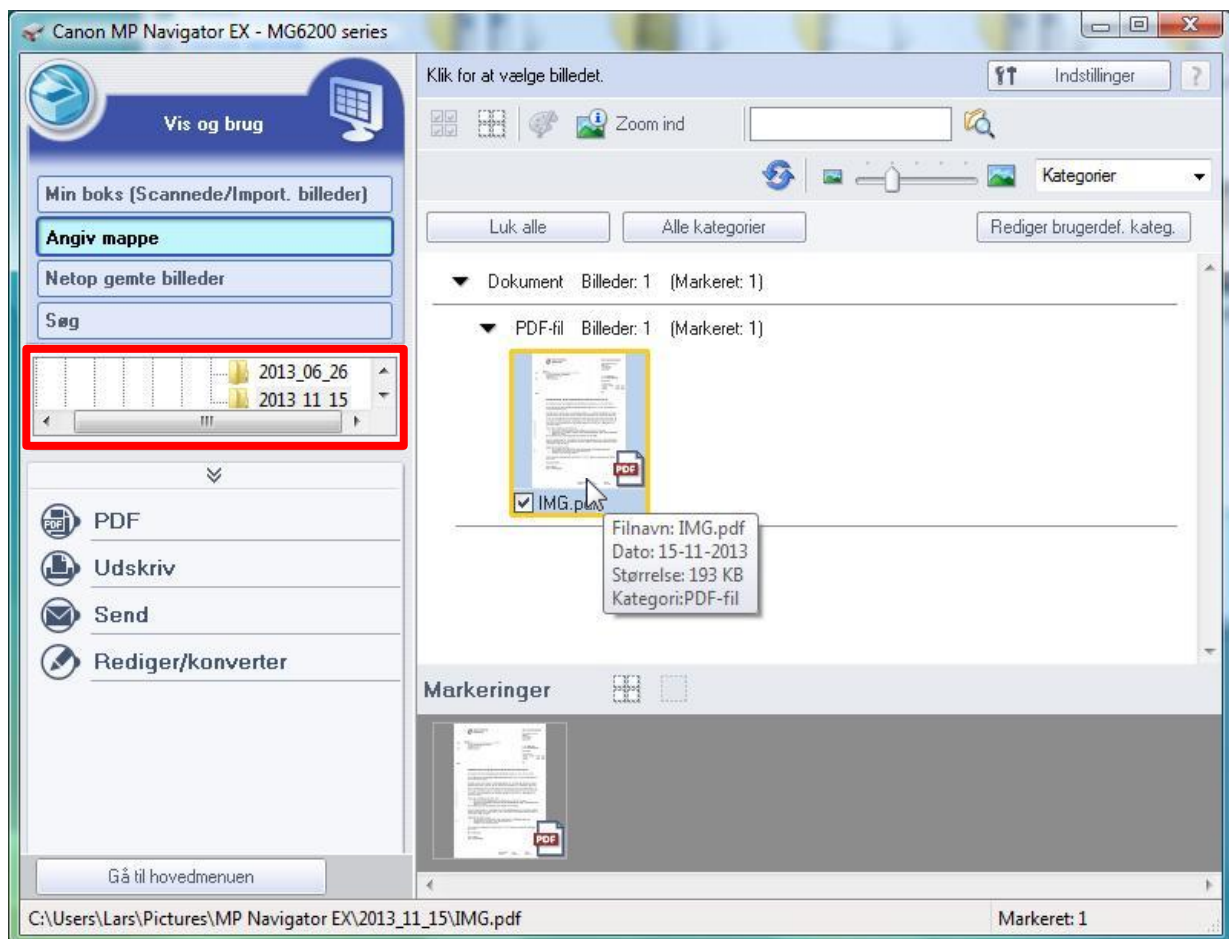 Canon MP Navigator EX - MG6200 series
Vis og brug
Min boks (Scannede/Import. billeder)
Angiv mappe
Netop gemte billeder
Søg
2013_06_26
2013_11_15
PDF
PDF
Udskriv
Send
Rediger/konverter
Gå til hovedmenuen
Klik for at vælge billedet.
Indstillinger
?
Zoom ind
Kategorier
Luk alle
Alle kategorier
Rediger brugerdef. kateg.
Dokument Billeder: 1 (Markeret: 1)
PDF-fil Billeder: 1 (Markeret: 1)
PDF
Filnavn: IMG.pdf
Dato: 15-11-2013
Størrelse: 193 KB
Kategori:PDF-fil
Markeringer
PDF
C:\Users\Lars\Pictures\MP Navigator EX\2013_11_15\IMG.pdf
Markeret: 1